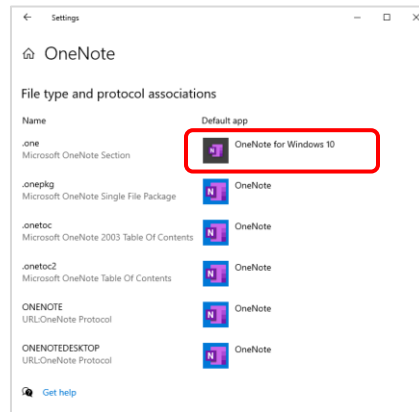 Settings
OneNote
File type and protocol associations
Name Default app
.one OneNote for Windows 10
Microsoft OneNote Section
.onepkg OneNote
Microsoft OneNote Single File Package
.onetoc OneNote
Microsoft OneNote 2003 Table Of Contents
.onetoc2 OneNote
Microsoft OneNote Table Of Contents
ONENOTE OneNote
URL:OneNote Protocol
ONENOTEDESKTOP OneNote
URL:OneNote Protocol
Get help